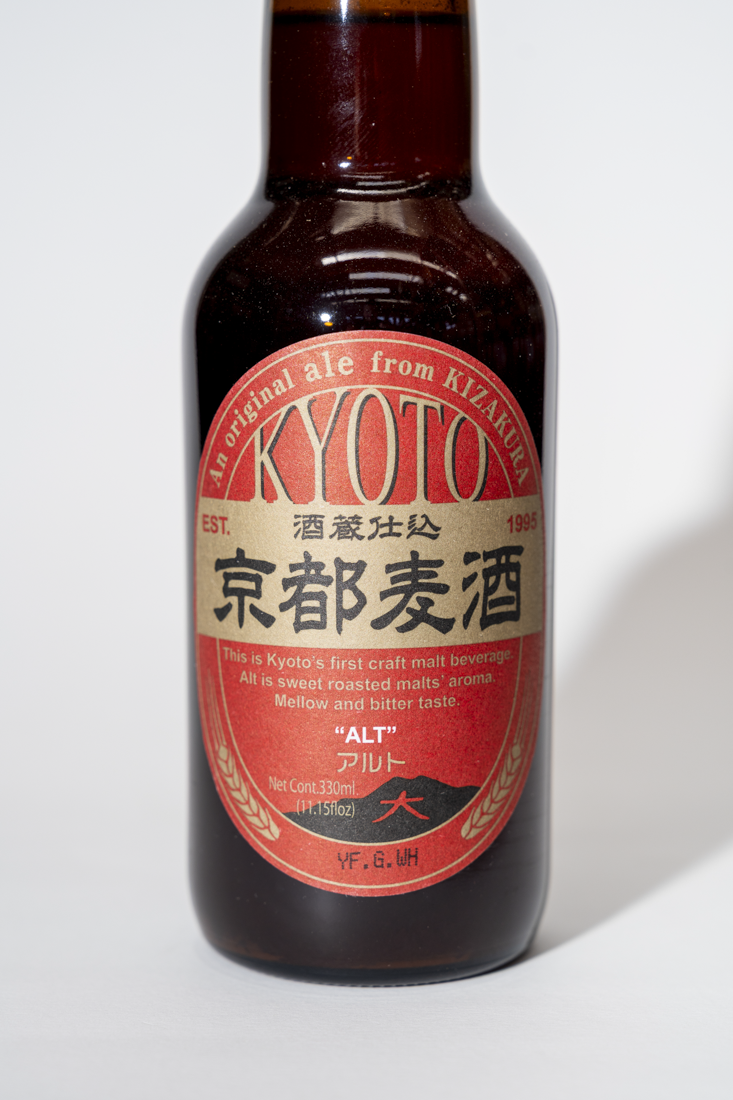 An original ale from KIZAKURA
KYOTO
EST. 酒蔵仕込 1995
京都麦酒
This is Kyoto's first craft malt beverage.
Alt is sweet roasted malts' aroma.
Mellow and bitter taste.
“ALT”
アルト
Net Cont.330ml.
(11.15floz)
大
YF.G.WH